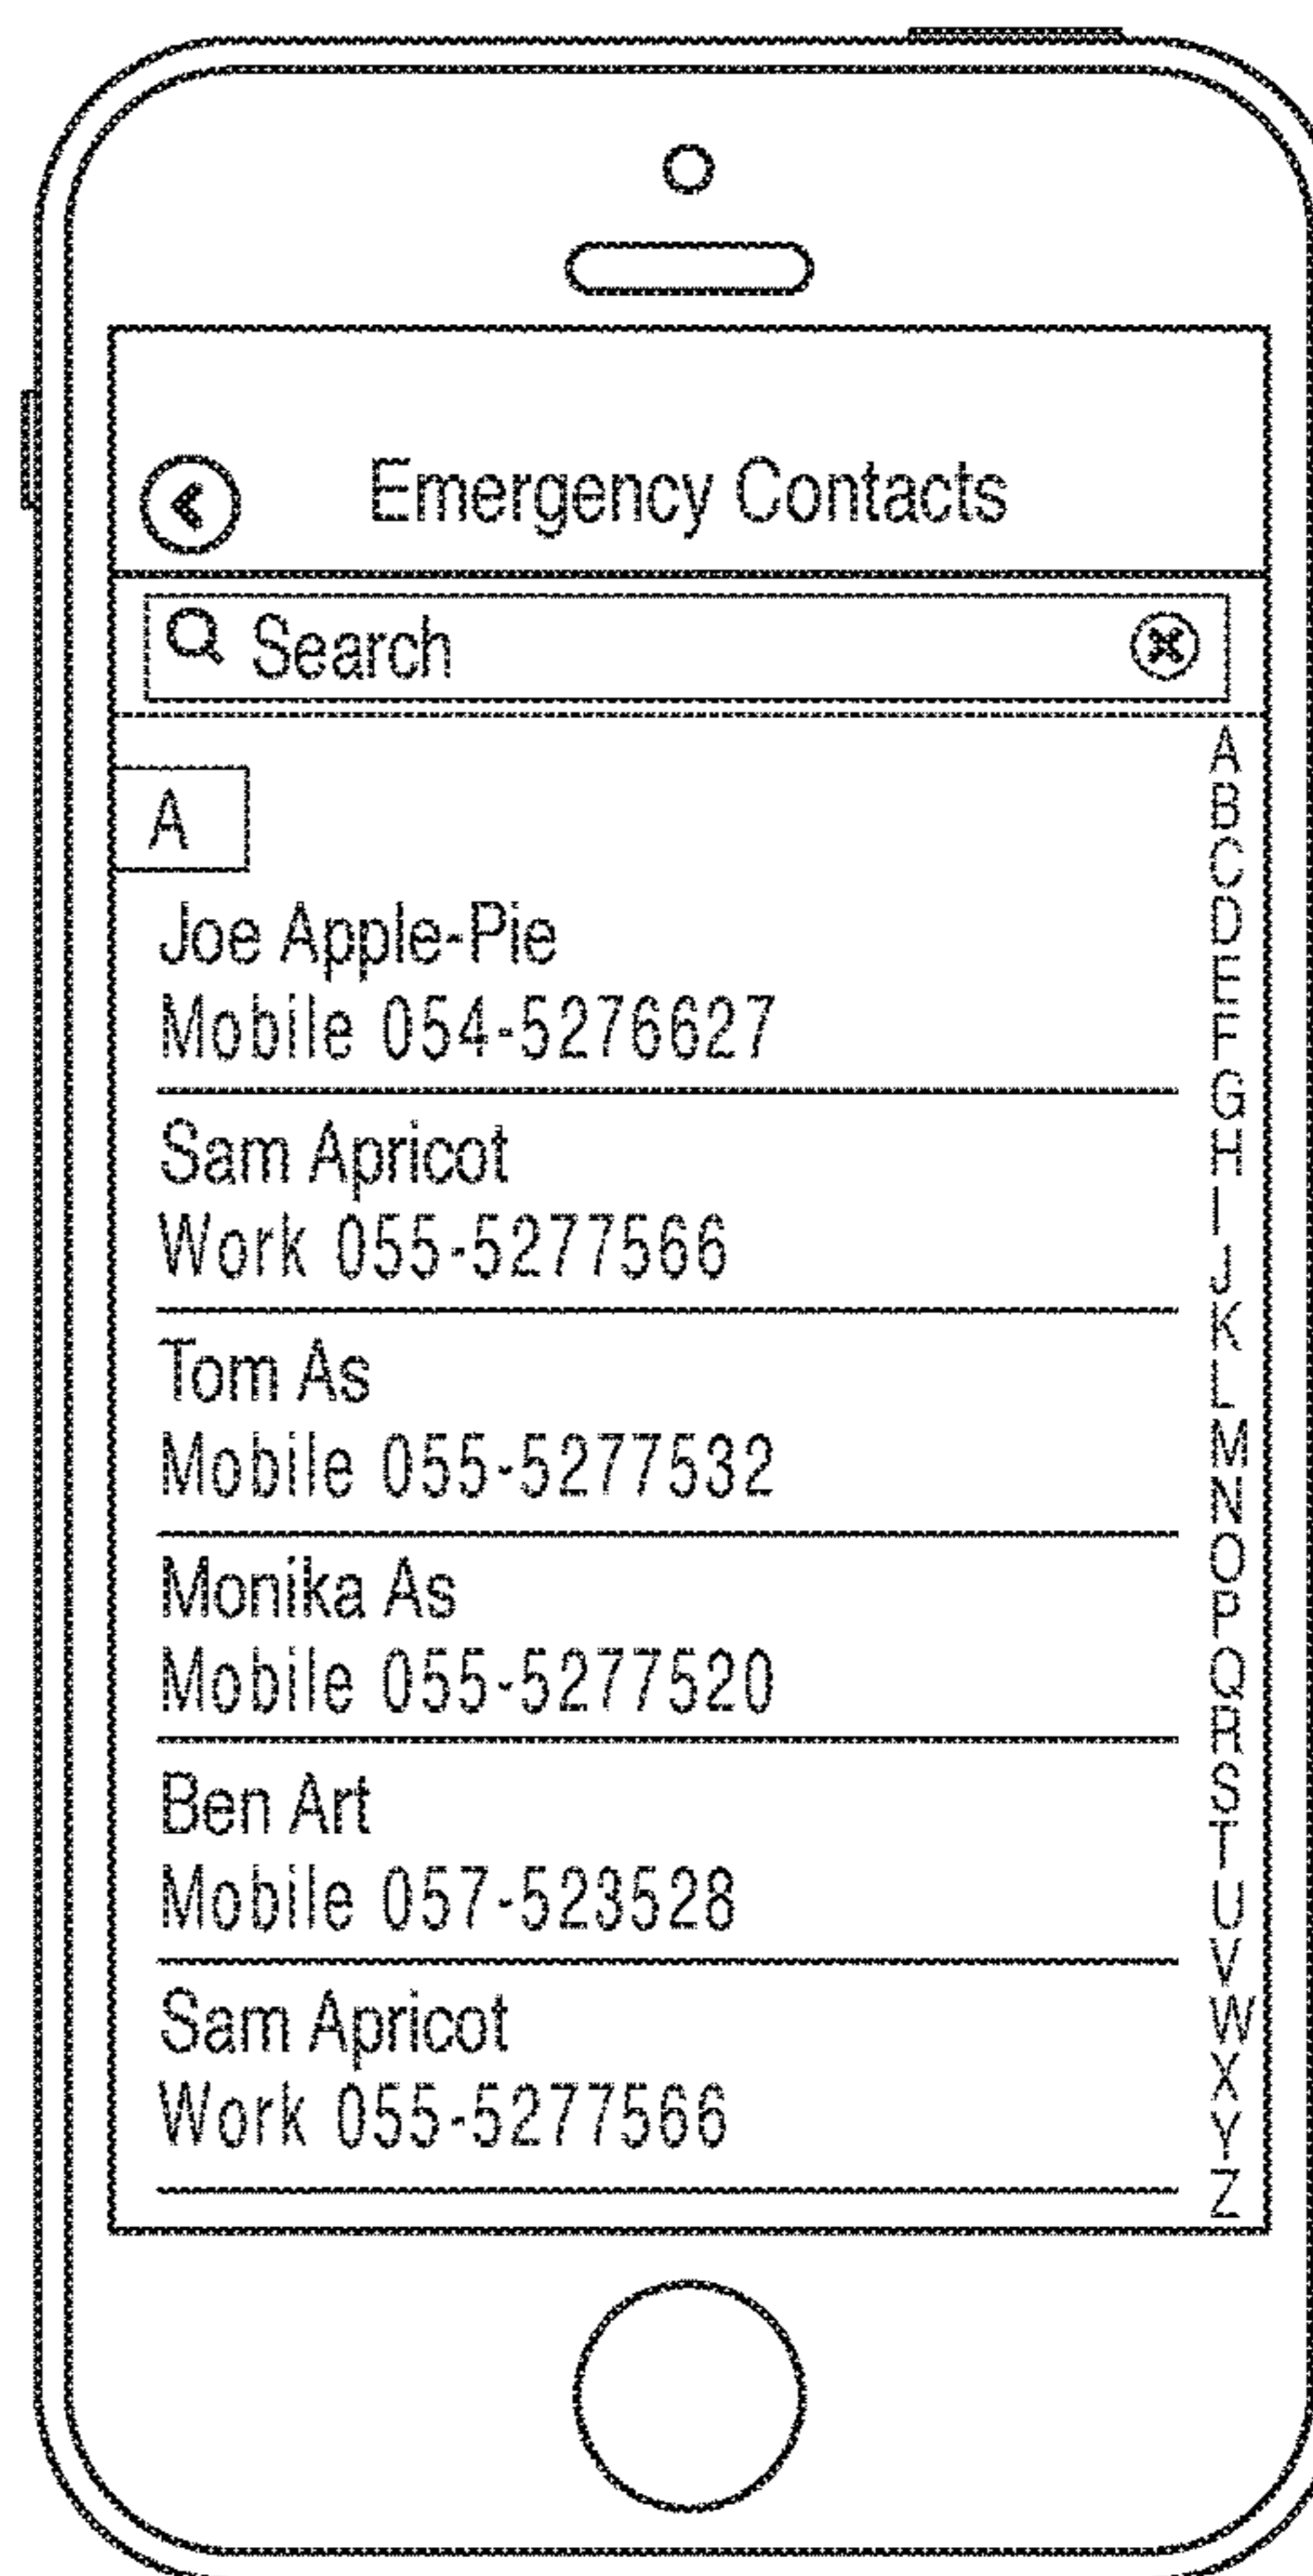 Emergency Contacts
Search
A
Joe Apple-Pie
Mobile 054-5276627
Sam Apricot
Work 055-5277566
Tom As
Mobile 055-5277532
Monika As
Mobile 055-5277520
Ben Art
Mobile 057-523528
Sam Apricot
Work 055-5277566
A
B
C
D
E
F
G
H
I
J
K
L
M
N
O
P
Q
R
S
T
U
V
W
X
Y
Z